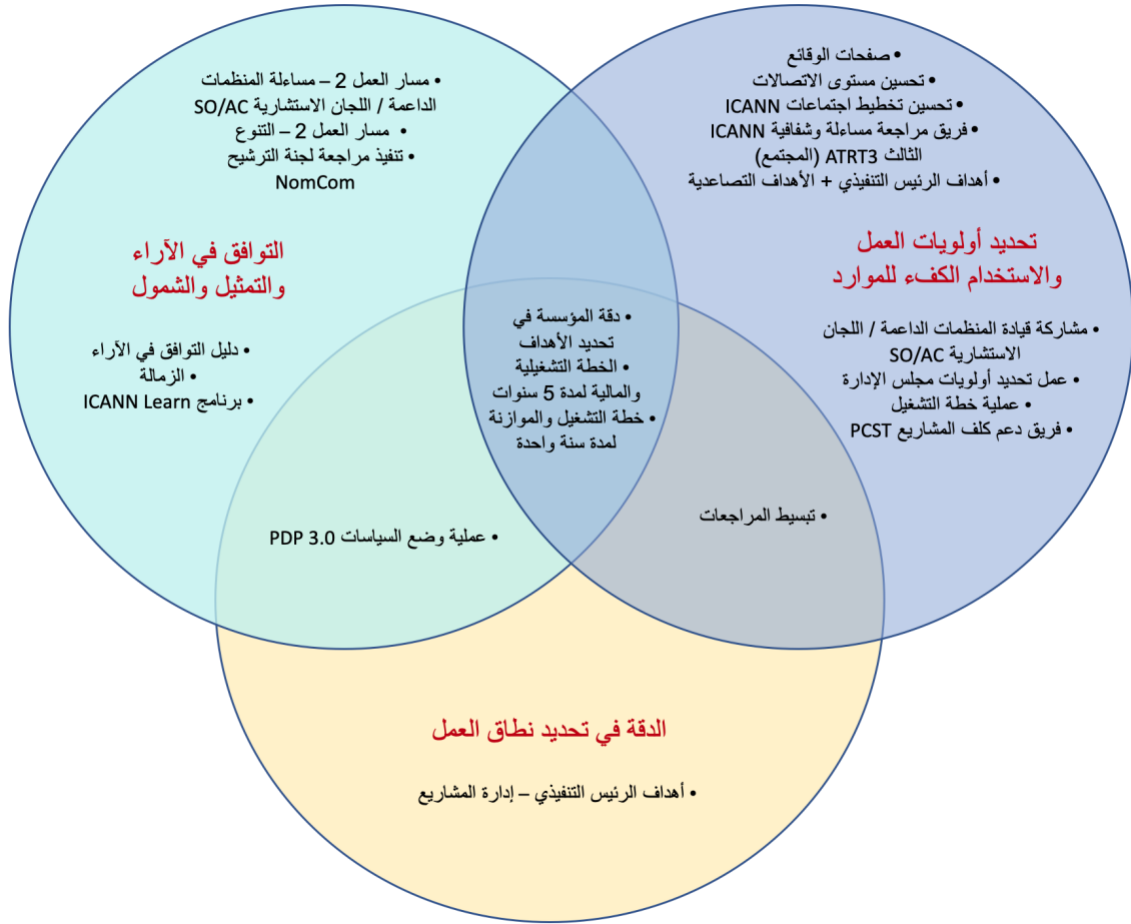 • صفحات الوقائع
• تحسين مستوى الاتصالات
• تحسين تخطيط اجتماعات ICANN
• فريق مراجعة مساءلة وشفافية ICANN
الثالث ATRT3 (المجتمع)
• أهداف الرئيس التنفيذي + الأهداف التصاعدية
تحديد أولويات العمل
والاستخدام الكفء للموارد
• مشاركة قيادة المنظمات الداعمة / اللجان
الاستشارية SO/AC
• عمل تحديد أولويات مجلس الإدارة
• عملية خطة التشغيل
• فريق دعم كلف المشاريع PCST
• مسار العمل 2 – مساءلة المنظمات
الداعمة / اللجان الاستشارية SO/AC
• مسار العمل 2 – التنوع
• تنفيذ مراجعة لجنة الترشيح
NomCom
التوافق في الآراء
والتمثيل والشمول
• دليل التوافق في الآراء
• الزمالة
• برنامج ICANN Learn
• دقة المؤسسة في
تحديد الأهداف
• الخطة التشغيلية
والمالية لمدة 5 سنوات
• خطة التشغيل والموازنة
لمدة سنة واحدة
• تبسيط المراجعات
• عملية وضع السياسات PDP 3.0
الدقة في تحديد نطاق العمل
• أهداف الرئيس التنفيذي – إدارة المشاريع